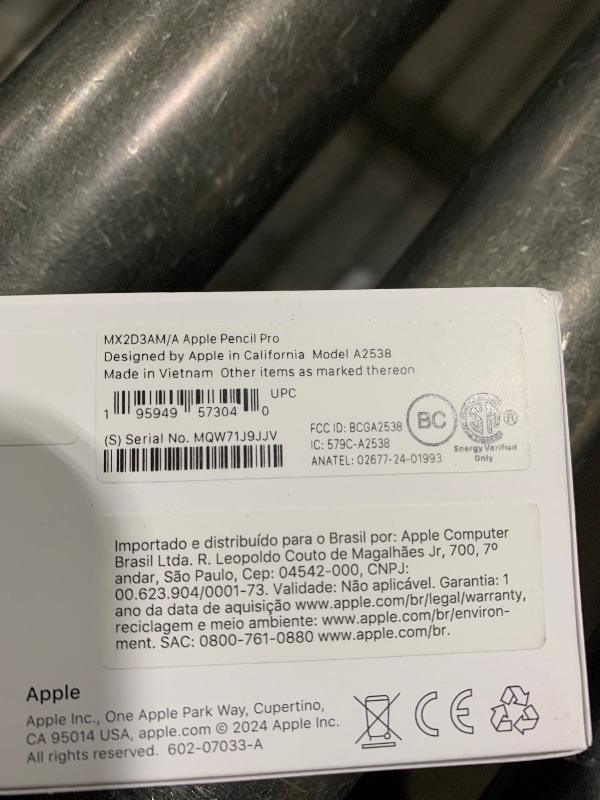 MX2D3AM/A Apple Pencil Pro
Designed by Apple in California Model A2538
Made in Vietnam Other items as marked thereon
UPC
1 95949 57304 0
(S) Serial No. MQW71J9JJV
FCC ID: BCGA2538
IC: 579C-A2538
ANATEL: 02677-24-01993
BC
SP ®
Energy Verified
Only
Importado e distribuído para o Brasil por: Apple Computer
Brasil Ltda. R. Leopoldo Couto de Magalhães Jr, 700, 7º
andar, São Paulo, Cep: 04542-000, CNPJ:
00.623.904/0001-73. Validade: Não aplicável. Garantia: 1
ano da data de aquisição www.apple.com/br/legal/warranty,
reciclagem e meio ambiente: www.apple.com/br/environ-
ment. SAC: 0800-761-0880 www.apple.com/br.
Apple
Apple Inc., One Apple Park Way, Cupertino,
CA 95014 USA, apple.com © 2024 Apple Inc.
All rights reserved. 602-07033-A
CE